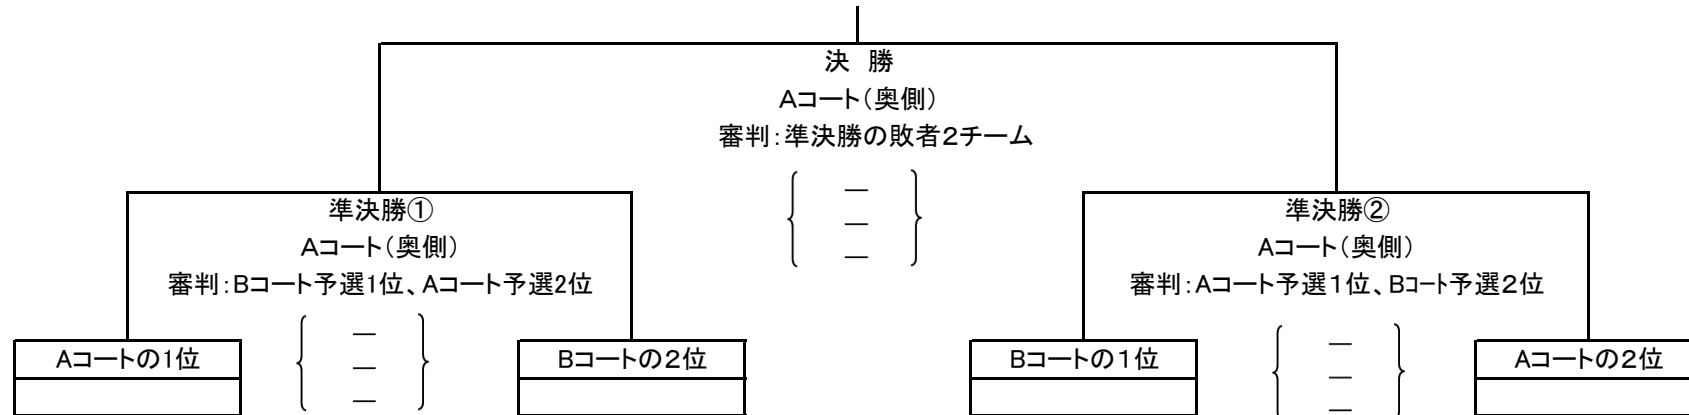 決　勝
Aコート（奥側）
審判：準決勝の敗者２チーム
｛　―　｝
―
―
準決勝①
Aコート（奥側）
審判：Bコート予選1位、Aコート予選2位
｛　―　｝
―
―
準決勝②
Aコート（奥側）
審判：Aコート予選１位、Bｺｰﾄ予選２位
｛　―　｝
―
―
Aコートの1位
Bコートの２位
Bコートの１位
Aコートの２位